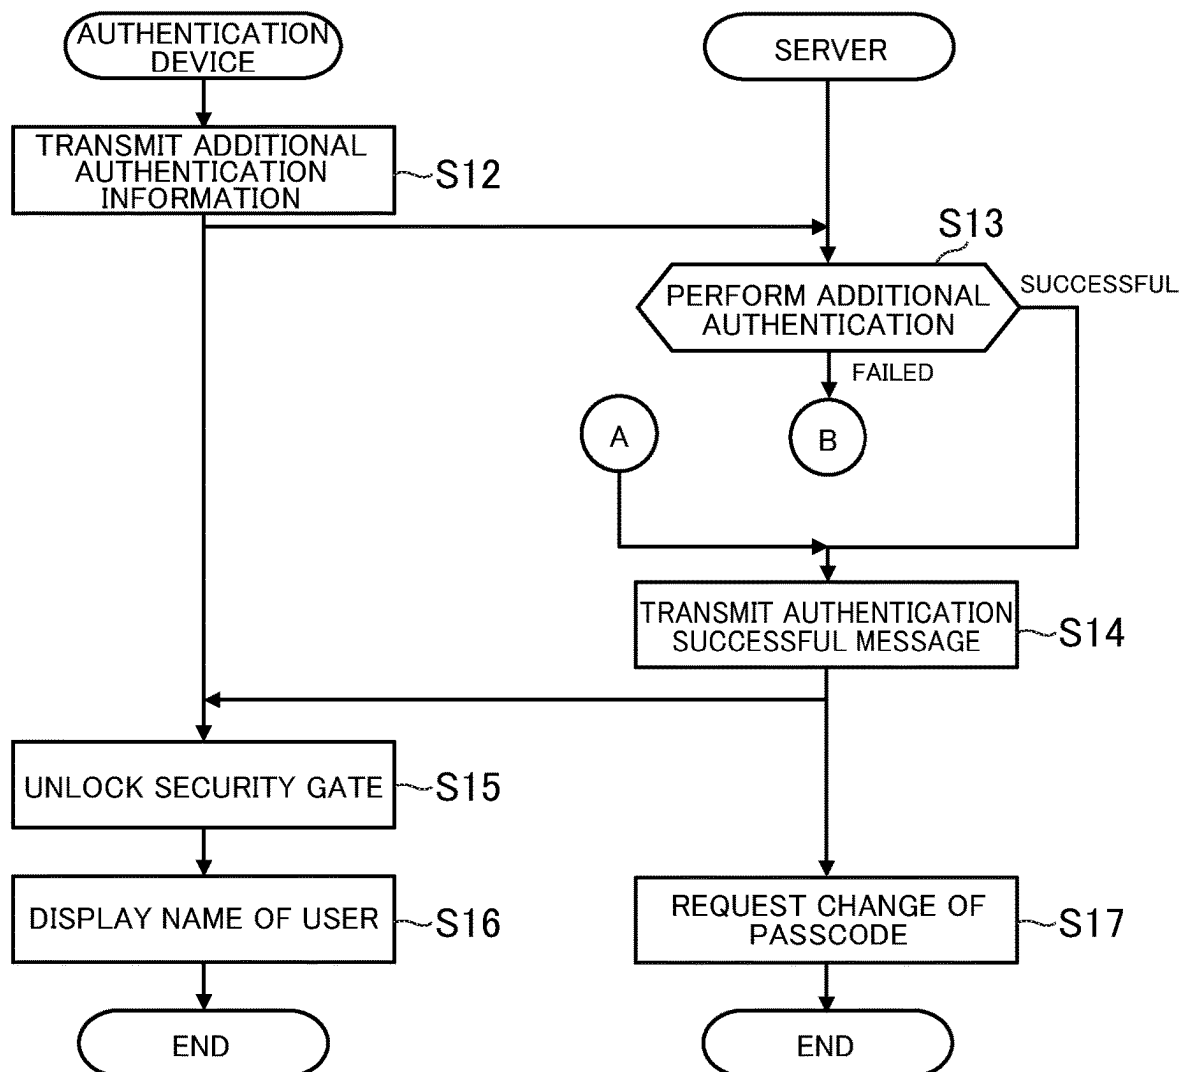 AUTHENTICATION
DEVICE
SERVER
TRANSMIT ADDITIONAL
AUTHENTICATION
INFORMATION
S12
S13
PERFORM ADDITIONAL
AUTHENTICATION
SUCCESSFUL
FAILED
A
B
TRANSMIT AUTHENTICATION
SUCCESSFUL MESSAGE
S14
UNLOCK SECURITY GATE
S15
DISPLAY NAME OF USER
S16
REQUEST CHANGE OF
PASSCODE
S17
END
END